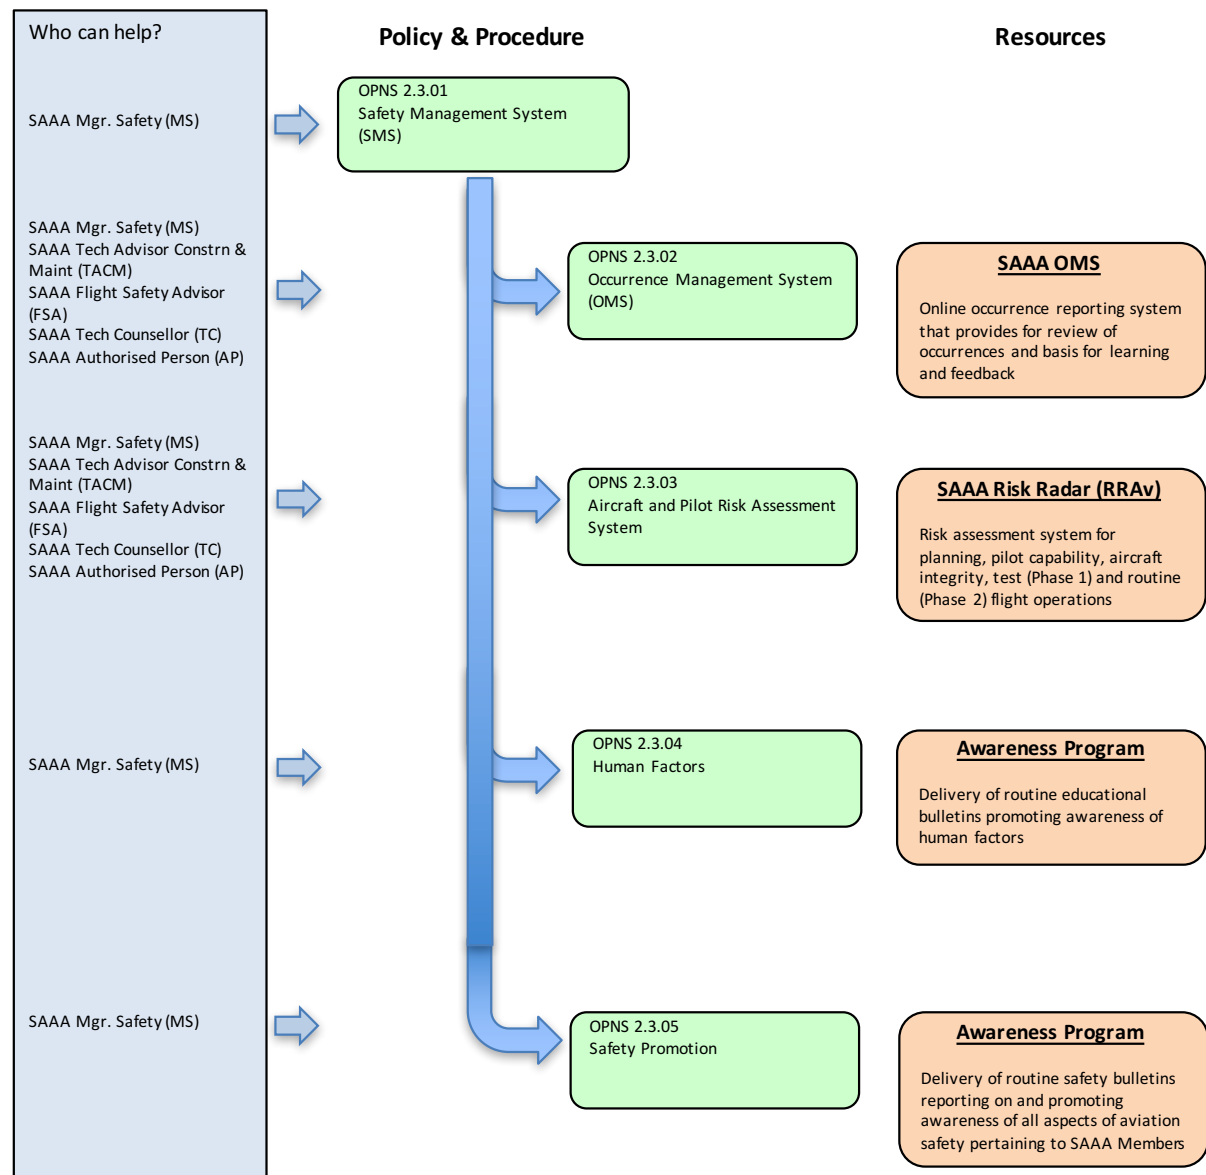 Who can help?
Policy & Procedure
Resources
SAAA Mgr. Safety (MS)
OPNS 2.3.01
Safety Management System
(SMS)
SAAA Mgr. Safety (MS)
SAAA Tech Advisor Constrn &
Maint (TACM)
SAAA Flight Safety Advisor
(FSA)
SAAA Tech Counsellor (TC)
SAAA Authorised Person (AP)
OPNS 2.3.02
Occurrence Management System
(OMS)
SAAA OMS
Online occurrence reporting system
that provides for review of
occurrences and basis for learning
and feedback
SAAA Mgr. Safety (MS)
SAAA Tech Advisor Constrn &
Maint (TACM)
SAAA Flight Safety Advisor
(FSA)
SAAA Tech Counsellor (TC)
SAAA Authorised Person (AP)
OPNS 2.3.03
Aircraft and Pilot Risk Assessment
System
SAAA Risk Radar (RRAv)
Risk assessment system for
planning, pilot capability, aircraft
integrity, test (Phase 1) and routine
(Phase 2) flight operations
SAAA Mgr. Safety (MS)
OPNS 2.3.04
Human Factors
Awareness Program
Delivery of routine educational
bulletins promoting awareness of
human factors
SAAA Mgr. Safety (MS)
OPNS 2.3.05
Safety Promotion
Awareness Program
Delivery of routine safety bulletins
reporting on and promoting
awareness of all aspects of aviation
safety pertaining to SAAA Members